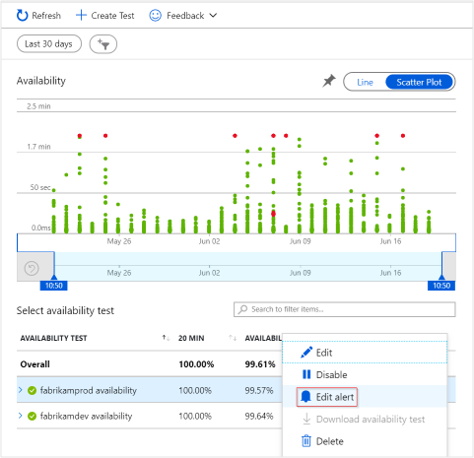 Refresh Create Test Feedback
Last 30 days
Availability Line Scatter Plot
2.5 min
1.7 min
50 sec
0.0ms
May 26 Jun 02 Jun 09 Jun 16
May 26 Jun 02 Jun 09 Jun 16
10:50 10:50
Select availability test Search to filter items...
AVAILABILITY TEST 20 MIN AVAILABIL
Overall 100.00% 99.61%
fabrikamprod availability 100.00% 99.57%
fabrikamdev availability 100.00% 99.64%
Edit
Disable
Edit alert
Download availability test
Delete